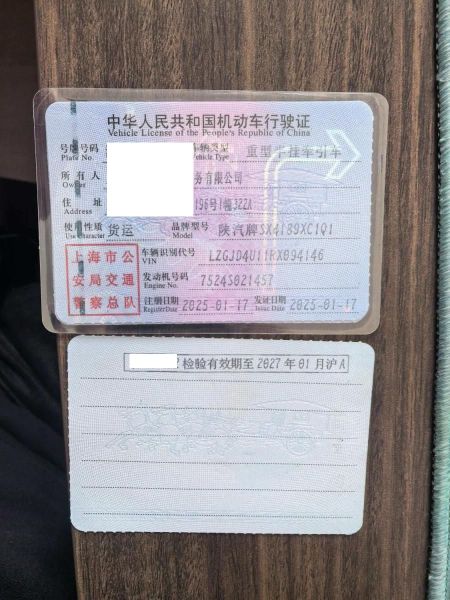 中华人民共和国机动车行驶证
Vehicle License of the People's Republic of China
号牌号码 车辆类型 重型半挂牵引车
Plate No. Vehicle Type
所有人 务有限公司
Owner
住址 196号1幢322A
Address
使用性质 货运 品牌型号 陕汽牌SX4189XC1Q1
Use Character Model
上海市公 车辆识别代号 LZGJD4U11RX094146
VIN
安局交通 发动机号码 7524S021457
Engine No.
警察总队 注册日期 2025-01-17 发证日期 2025-01-17
Register Date Issue Date
检验有效期至2027年01月沪A